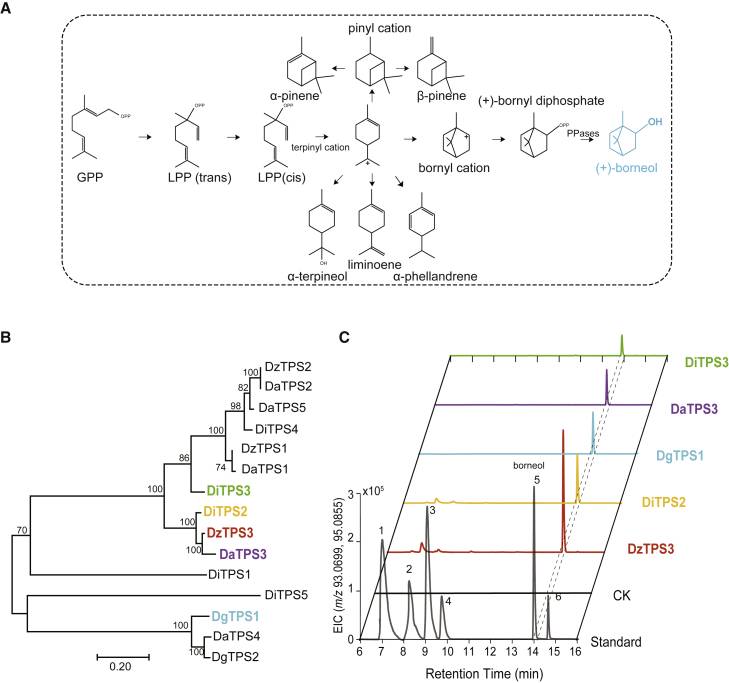 A
pinyl cation
α-pinene
β-pinene
OPP
OPP
OPP
(+)-bornyl diphosphate
OPP
PPases
OH
terpinyl cation
+
+
bornyl cation
(+)-borneol
GPP
LPP (trans)
LPP(cis)
OH
liminoene
α-terpineol
α-phellandrene
B
DzTPS2
100
DaTPS2
82
DaTPS5
98
DiTPS4
100
DzTPS1
74
DaTPS1
86
DiTPS3
100
DiTPS2
100
DzTPS3
100
DaTPS3
70
DiTPS1
DiTPS5
DgTPS1
100
DaTPS4
100
DgTPS2
0.20
C
DiTPS3
DaTPS3
DgTPS1
DiTPS2
DzTPS3
CK
Standard
borneol
5
3
x10⁵
1
3
2
2
4
1
6
0
EIC (m/z 93.0699, 95.0855)
6 7 8 9 10 11 12 13 14 15 16
Retention Time (min)